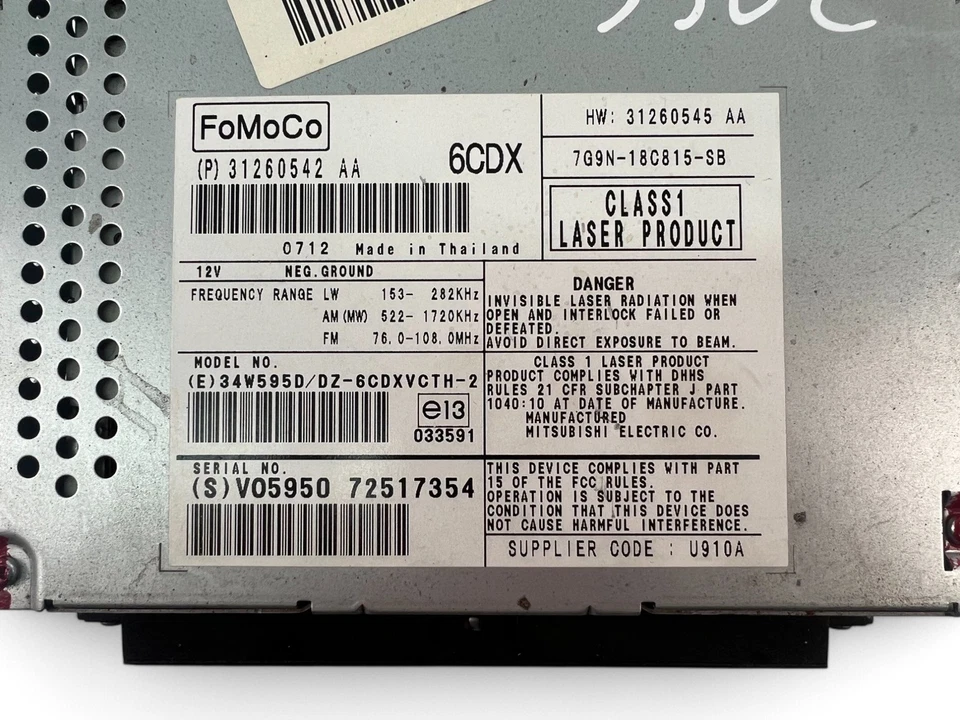 FoMoCo
(P) 31260542 AA
6CDX
0712 Made in Thailand
HW: 31260545 AA
7G9N-18C815-SB
CLASS1
LASER PRODUCT
12V NEG.GROUND
FREQUENCY RANGE LW 153- 282KHz
AM(MW) 522- 1720KHz
FM 76.0-108.0MHz
MODEL NO.
(E)34W595D/DZ-6CDXVCTH-2
e13
033591
SERIAL NO.
(S)V05950 72517354
DANGER
INVISIBLE LASER RADIATION WHEN
OPEN AND INTERLOCK FAILED OR
DEFEATED.
AVOID DIRECT EXPOSURE TO BEAM.
CLASS 1 LASER PRODUCT
PRODUCT COMPLIES WITH DHHS
RULES 21 CFR SUBCHAPTER J PART
1040:10 AT DATE OF MANUFACTURE.
MANUFACTURED
MITSUBISHI ELECTRIC CO.
THIS DEVICE COMPLIES WITH PART
15 OF THE FCC RULES.
OPERATION IS SUBJECT TO THE
CONDITION THAT THIS DEVICE DOES
NOT CAUSE HARMFUL INTERFERENCE.
SUPPLIER CODE : U910A